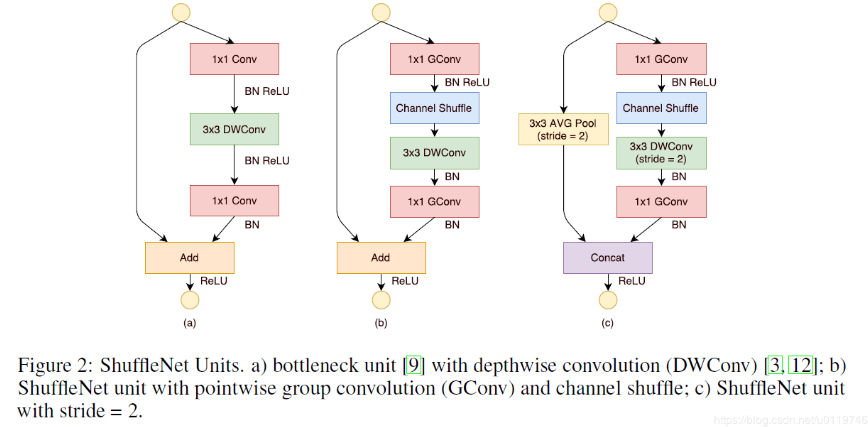 1x1 Conv
BN ReLU
3x3 DWConv
BN ReLU
1x1 Conv
BN
Add
ReLU
(a)
1x1 GConv
BN ReLU
Channel Shuffle
3x3 DWConv
BN
1x1 GConv
BN
Add
ReLU
(b)
1x1 GConv
BN ReLU
Channel Shuffle
3x3 AVG Pool
(stride = 2)
3x3 DWConv
(stride = 2)
BN
1x1 GConv
BN
Concat
ReLU
(c)
Figure 2: ShuffleNet Units. a) bottleneck unit [9] with depthwise convolution (DWConv) [3, 12]; b)
ShuffleNet unit with pointwise group convolution (GConv) and channel shuffle; c) ShuffleNet unit
with stride = 2.
https://blog.csdn.net/u0119746